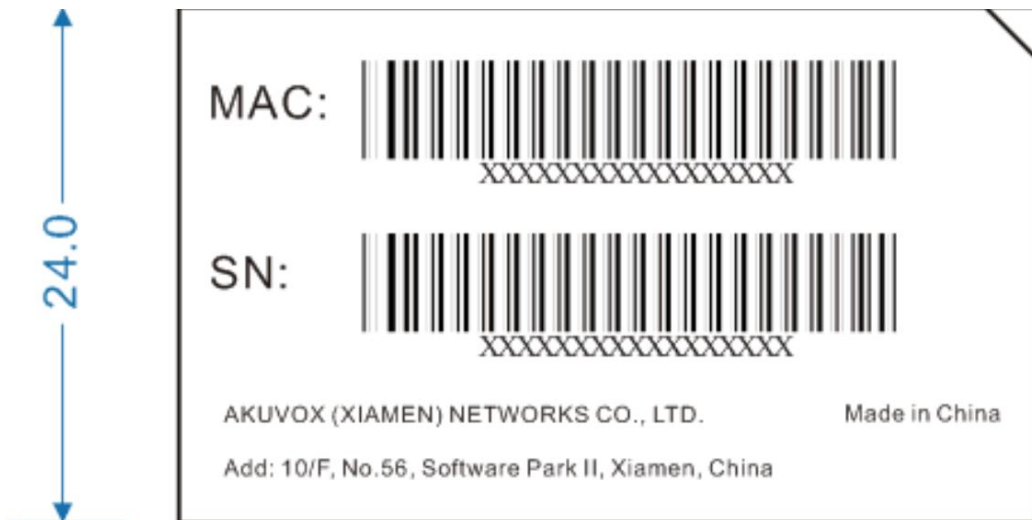 24.0
MAC:
XXXXXXXXXXXXXXXXX
SN:
XXXXXXXXXXXXXXXXX
AKUVOX (XIAMEN) NETWORKS CO., LTD. Made in China
Add: 10/F, No.56, Software Park II, Xiamen, China